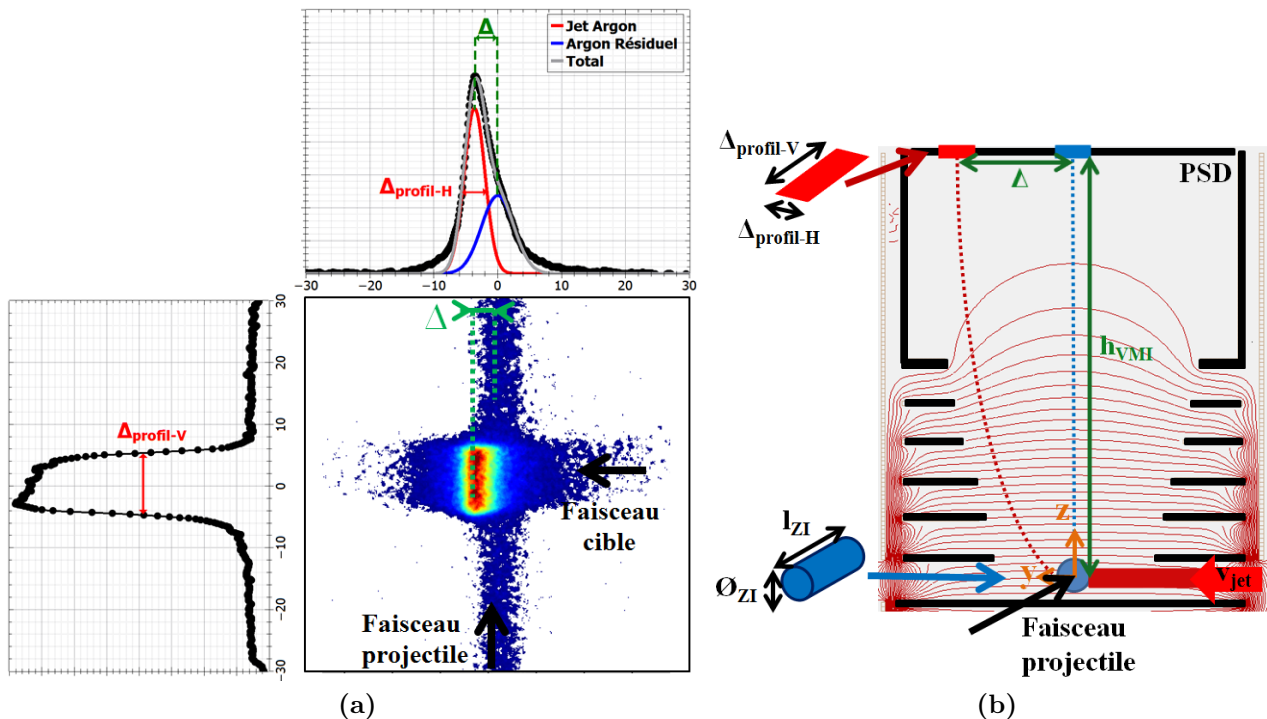 Δ
Jet Argon
Argon Résiduel
Total
Δprofil-H
−30 −20 −10 0 10 20 30
30
20
10
0
−10
−20
−30
Δprofil-V
Δ
Faisceau
cible
Faisceau
projectile
(a)
Δprofil-V
Δprofil-H
PSD
Δ
hVMI
lZI
ØZI
z
y
vjet
Faisceau
projectile
(b)